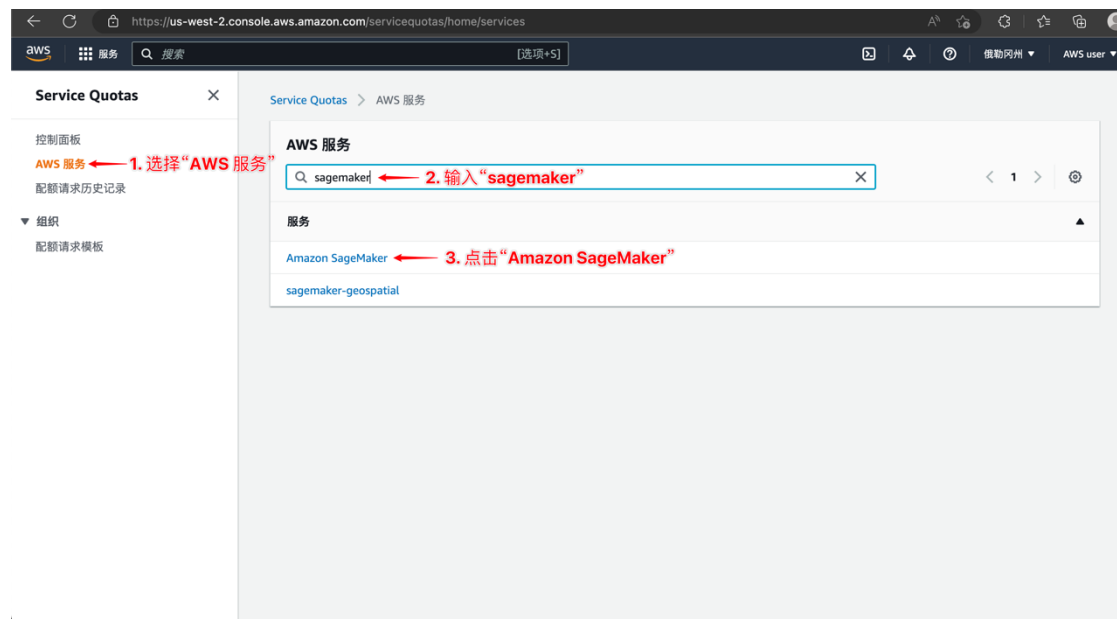 https://us-west-2.console.aws.amazon.com/servicequotas/home/services
aws 服务 搜索 [选项+S] 俄勒冈州 ▼ AWS user ▼
Service Quotas
控制面板
AWS 服务
1. 选择“AWS 服务”
配额请求历史记录
▼ 组织
配额请求模板
Service Quotas > AWS 服务
AWS 服务
sagemaker
2. 输入“sagemaker”
< 1 >
服务
Amazon SageMaker
3. 点击“Amazon SageMaker”
sagemaker-geospatial